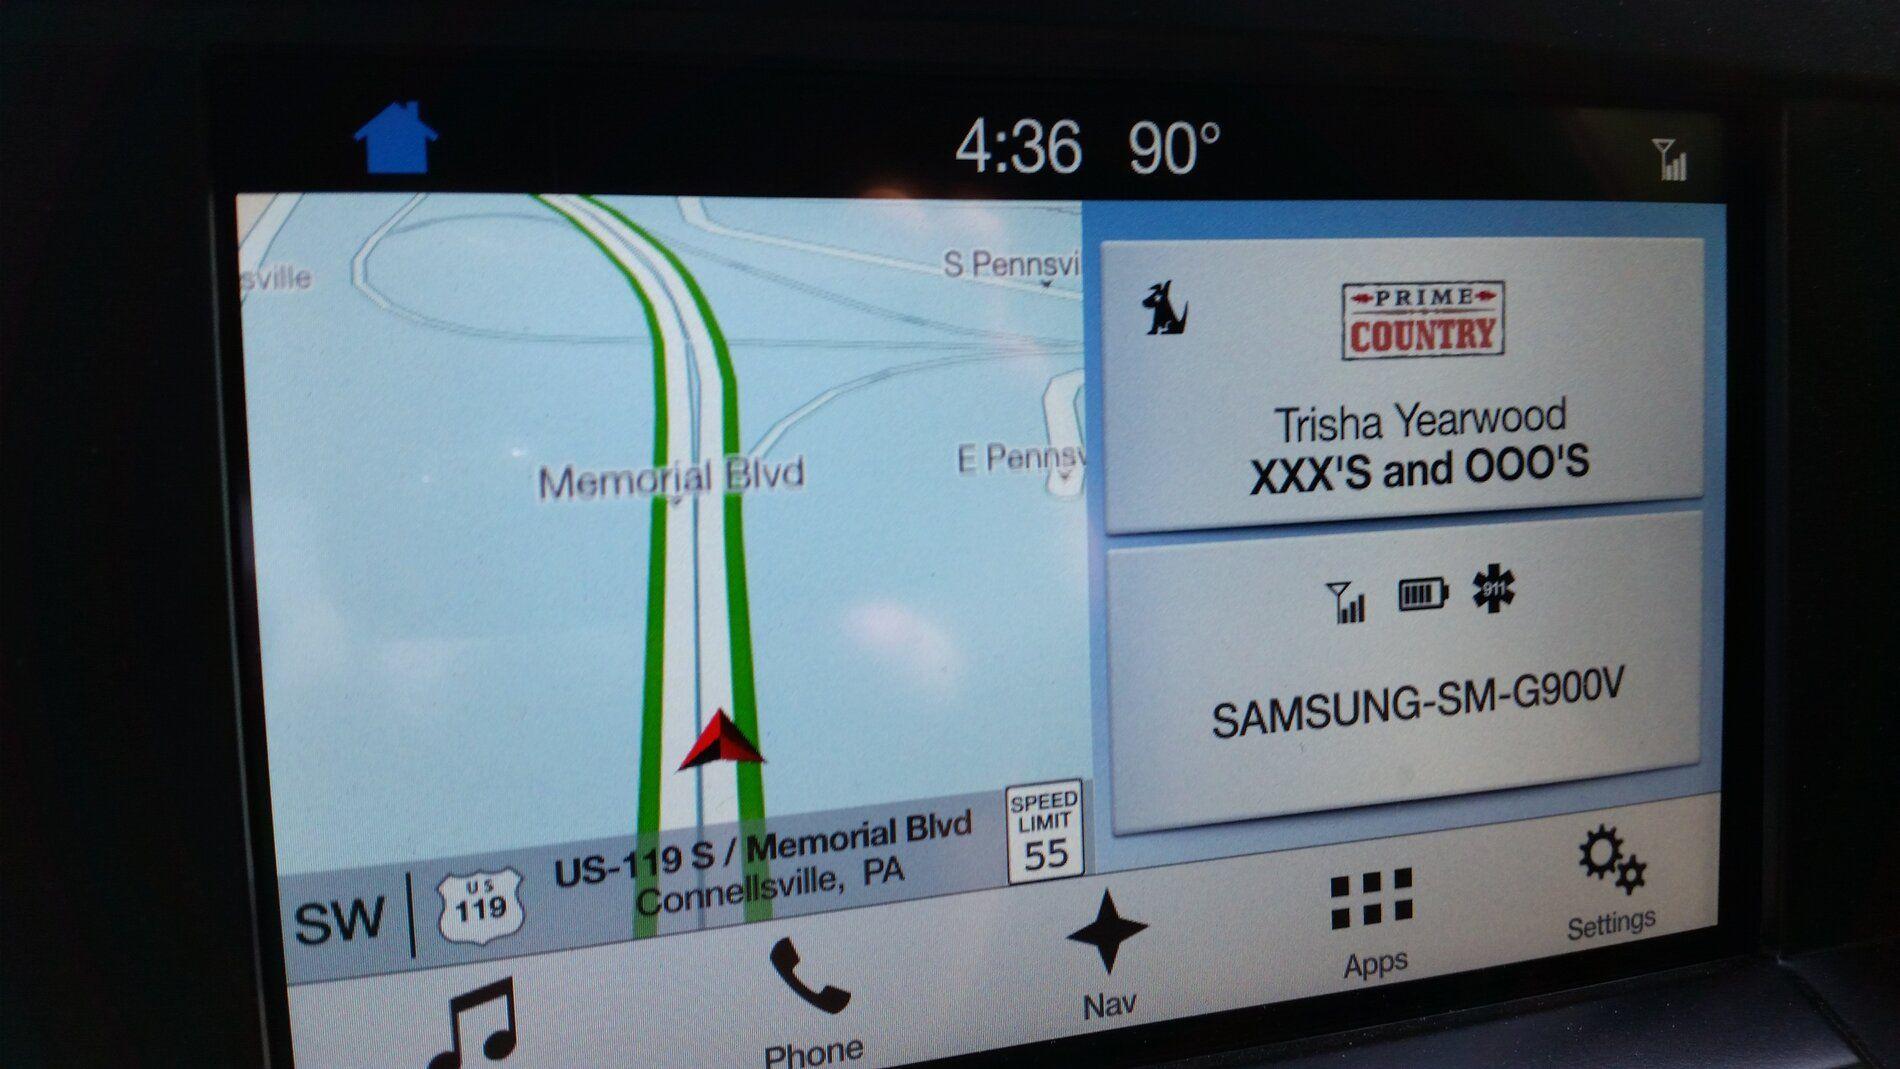 4:36 90°
sville
S Pennsvi
Memorial Blvd
E Pennsv
SPEED
LIMIT
55
SW
US
119
US-119 S / Memorial Blvd
Connellsville, PA
PRIME
COUNTRY
Trisha Yearwood
XXX'S and OOO'S
911
SAMSUNG-SM-G900V
Phone
Nav
Apps
Settings